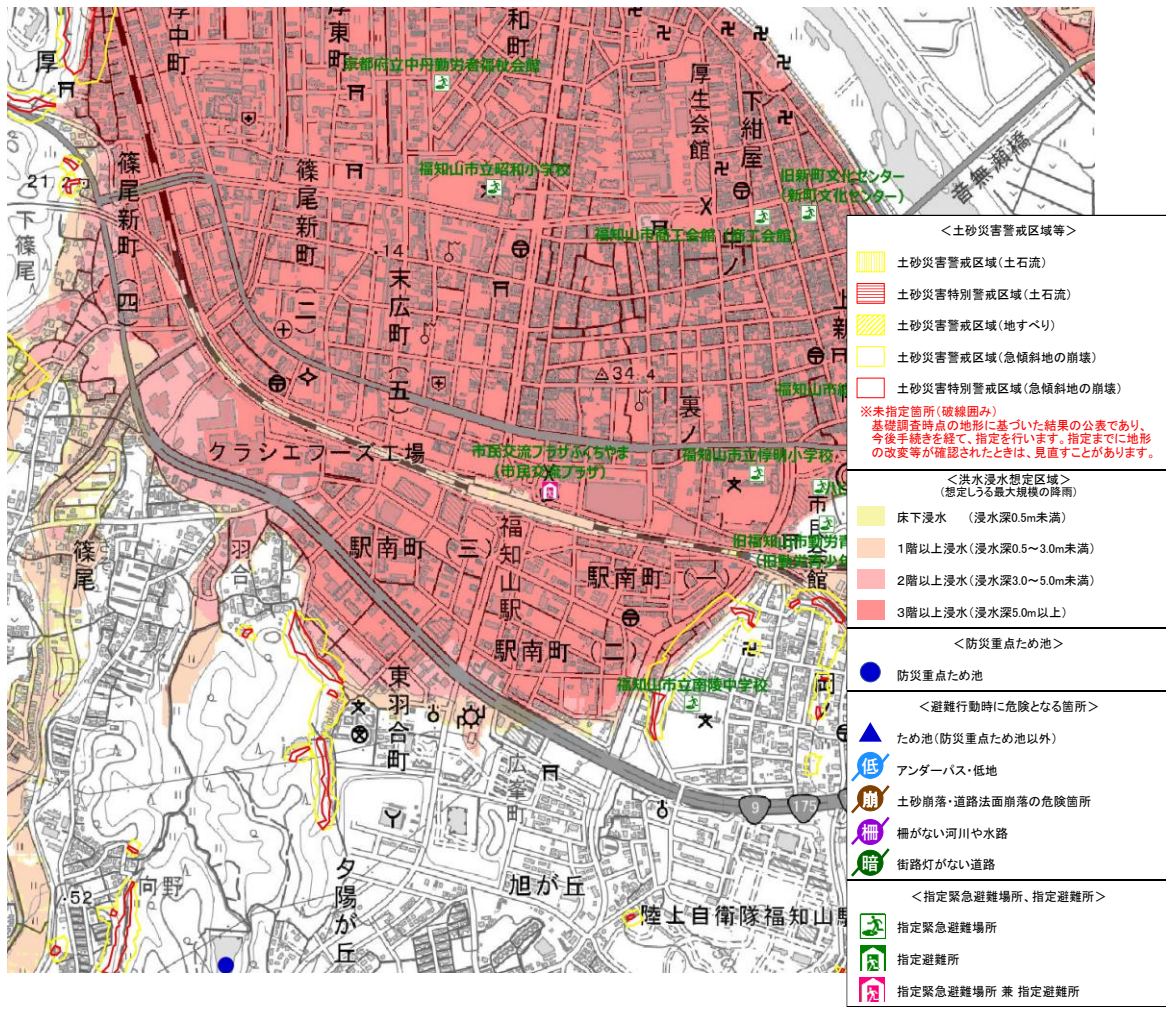 厚
厚中町
厚東町
和町
京都府立中丹勤労者福祉会館
厚生会館
下紺屋
音無瀬橋
篠尾新町(四)
篠尾新町(二)
福知山市立昭和小学校
旧新町文化センター
(新町文化センター)
福知山市商工会館(商工会館)
下篠尾
14
末広町(五)
上新
34.4
裏ノ
クラシエフーズ工場
市民交流プラザふくちやま
(市民交流プラザ)
福知山市立惇明小学校
篠尾
羽合
駅南町(三)
福知山駅
駅南町(一)
駅南町(二)
東羽合町
福知山市立南陵中学校
広峯町
9
175
夕陽が丘
旭が丘
向野
52
陸上自衛隊福知山駐
<土砂災害警戒区域等>
土砂災害警戒区域(土石流)
土砂災害特別警戒区域(土石流)
土砂災害警戒区域(地すべり)
土砂災害警戒区域(急傾斜地の崩壊)
土砂災害特別警戒区域(急傾斜地の崩壊)
※未指定箇所(破線囲み)
基礎調査時点の地形に基づいた結果の公表であり、
今後手続きを経て、指定を行います。指定までに地形
の改変等が確認されたときは、見直すことがあります。
<洪水浸水想定区域>
(想定しうる最大規模の降雨)
床下浸水 (浸水深0.5m未満)
1階以上浸水(浸水深0.5~3.0m未満)
2階以上浸水(浸水深3.0~5.0m未満)
3階以上浸水(浸水深5.0m以上)
<防災重点ため池>
防災重点ため池
<避難行動時に危険となる箇所>
ため池(防災重点ため池以外)
低 アンダーパス・低地
崩 土砂崩落・道路法面崩落の危険箇所
柵 柵がない河川や水路
暗 街路灯がない道路
<指定緊急避難場所、指定避難所>
指定緊急避難場所
指定避難所
指定緊急避難場所 兼 指定避難所